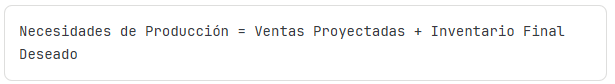 Necesidades de Producción = Ventas Proyectadas + Inventario Final
Deseado